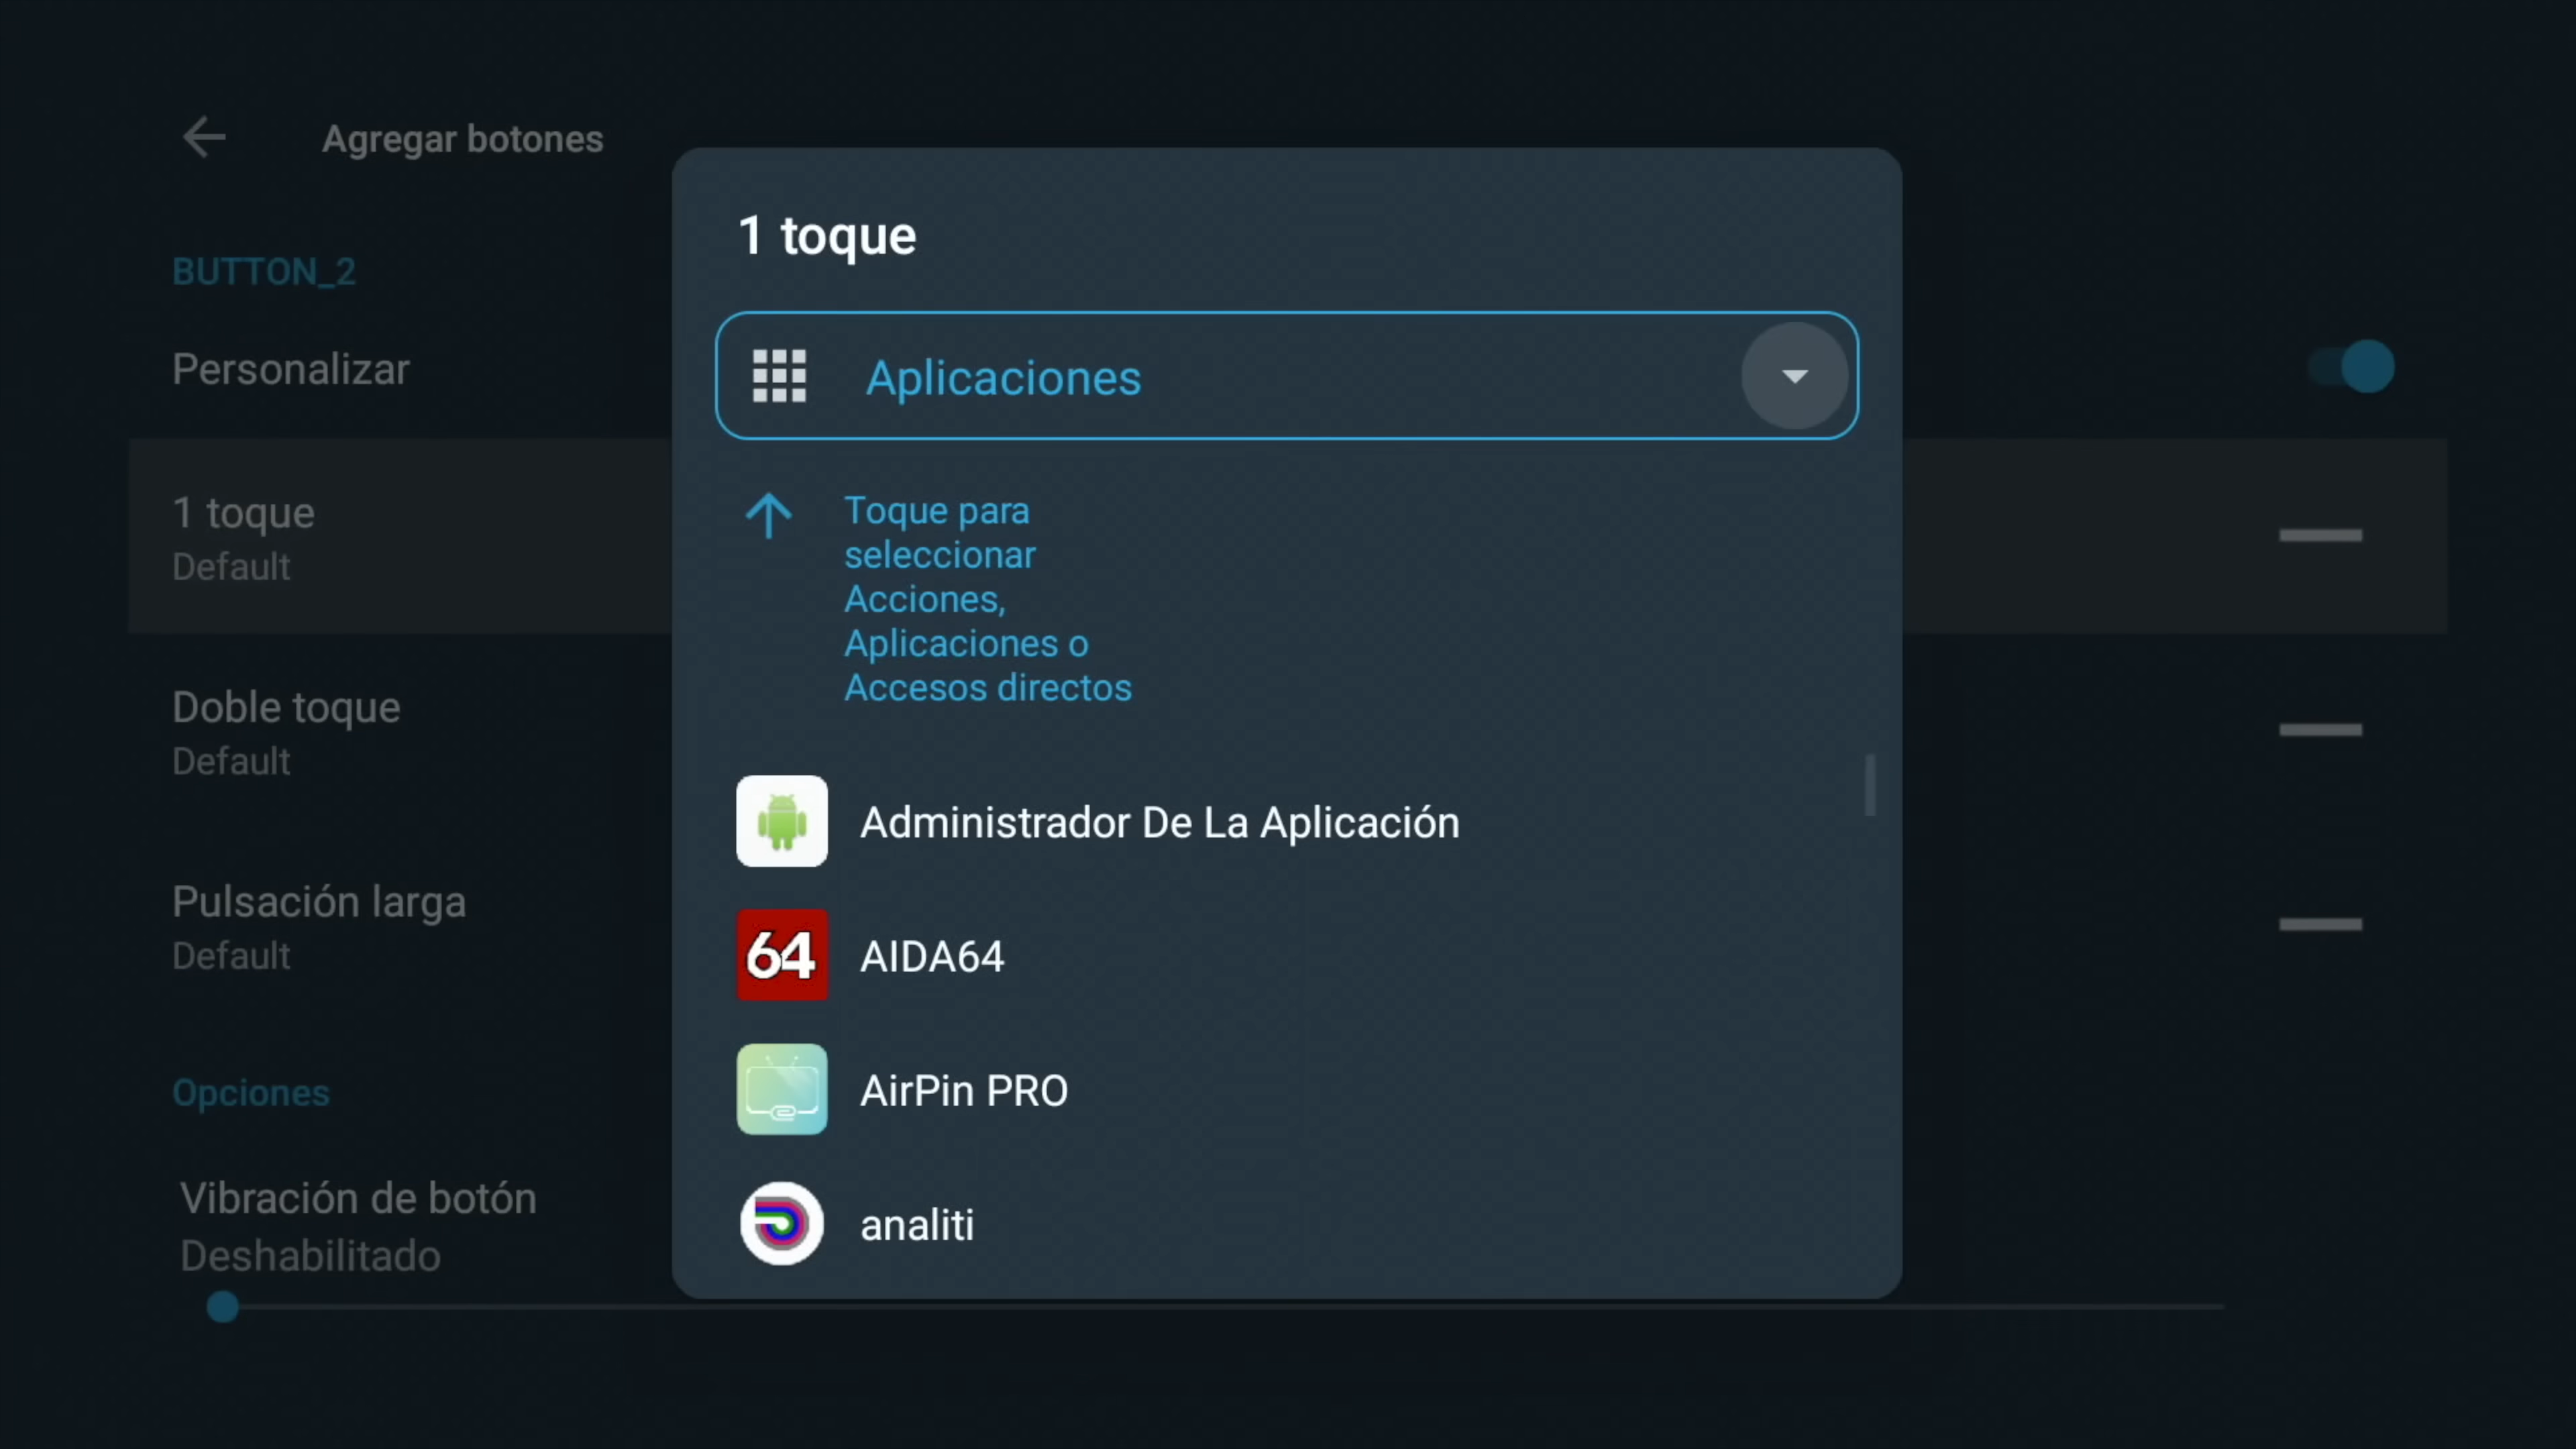 Agregar botones
BUTTON_2
Personalizar
1 toque
Default
Doble toque
Default
Pulsación larga
Default
Opciones
Vibración de botón
Deshabilitado
1 toque
Aplicaciones
Toque para
seleccionar
Acciones,
Aplicaciones o
Accesos directos
Administrador De La Aplicación
64
AIDA64
AirPin PRO
analiti